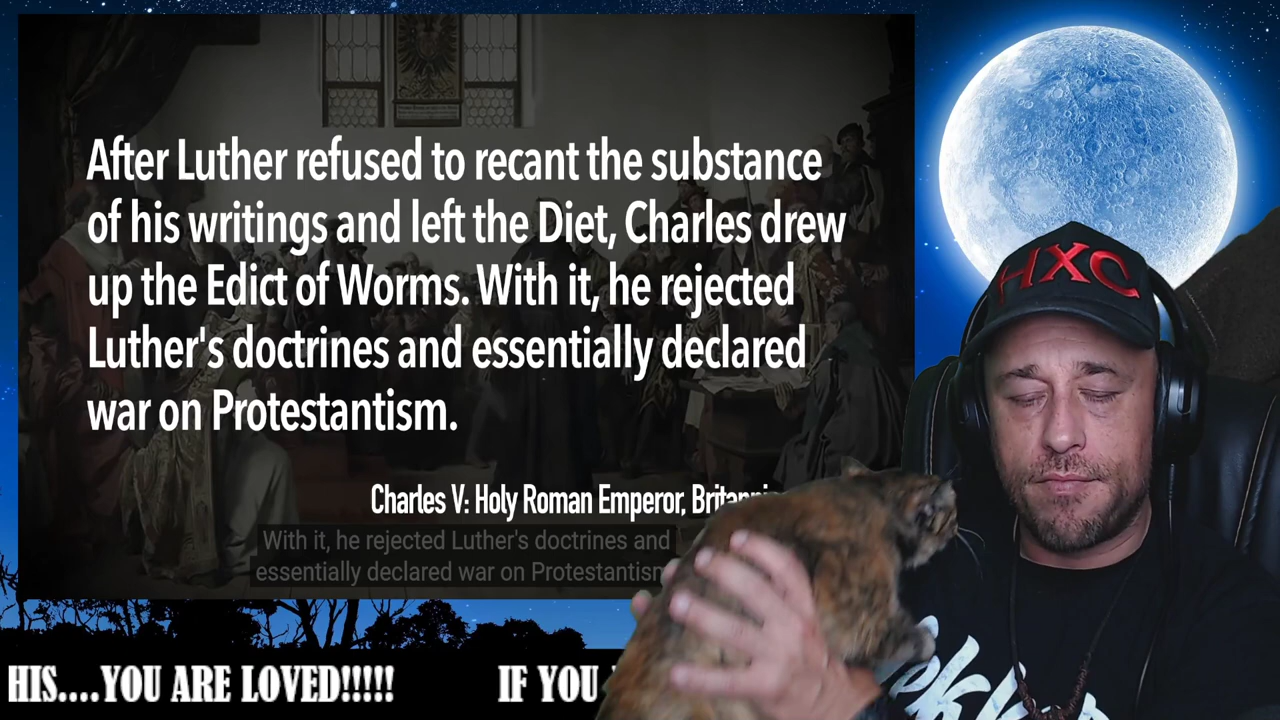 After Luther refused to recant the substance
of his writings and left the Diet, Charles drew
up the Edict of Worms. With it, he rejected
Luther's doctrines and essentially declared
war on Protestantism.
Charles V: Holy Roman Emperor,
With it, he rejected Luther's doctrines and
essentially declared war on
HXC
HIS....YOU ARE LOVED!!!!! IF YOU